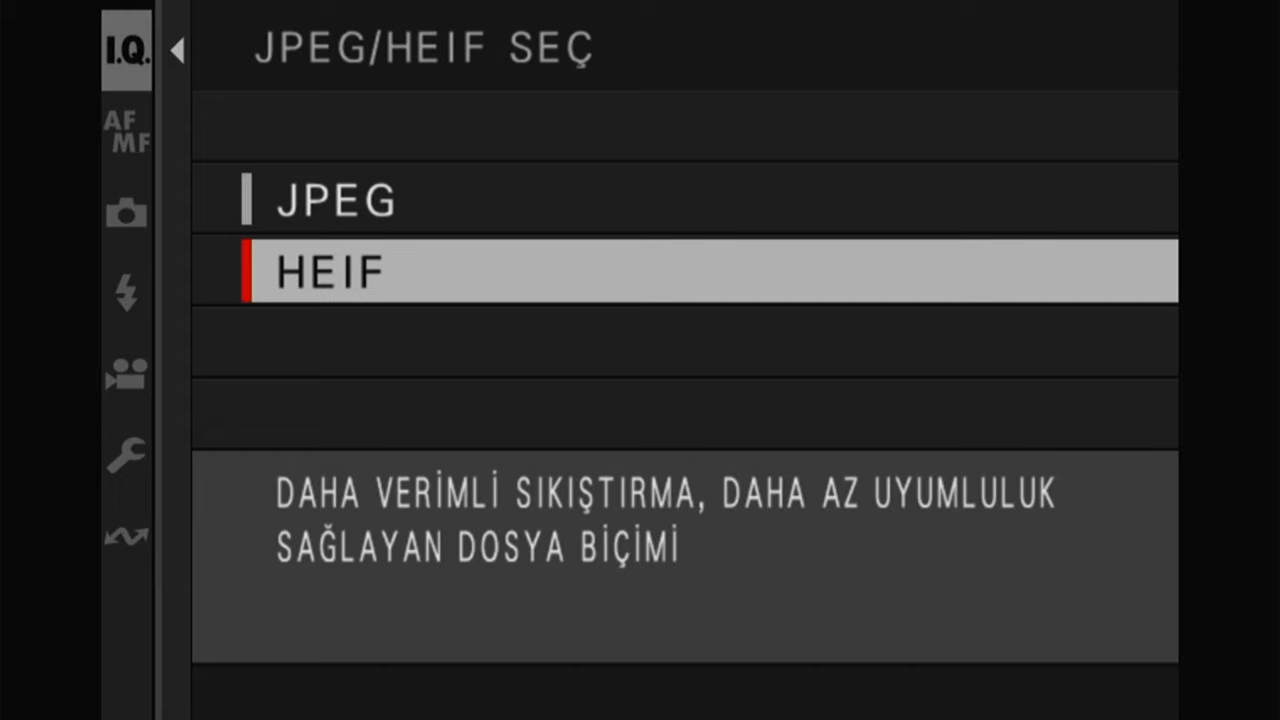 I.Q.
JPEG/HEIF SEÇ
AF
MF
JPEG
HEIF
DAHA VERİMLİ SIKIŞTIRMA, DAHA AZ UYUMLULUK
SAĞLAYAN DOSYA BİÇİMİ